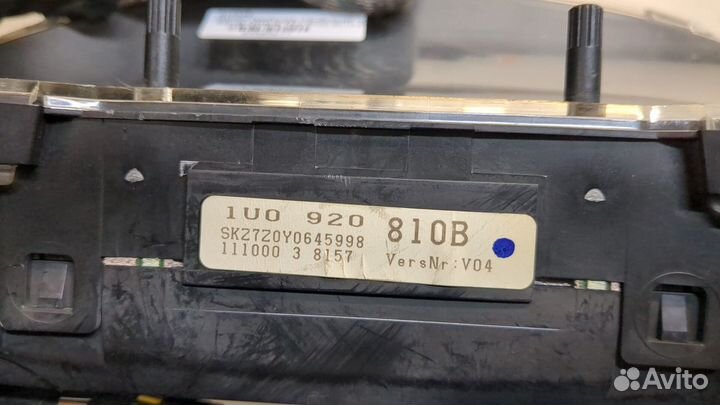 1U0 920 810B
SKZ7Z0Y0645998
111000 3 8157 VersNr:V04
Avito